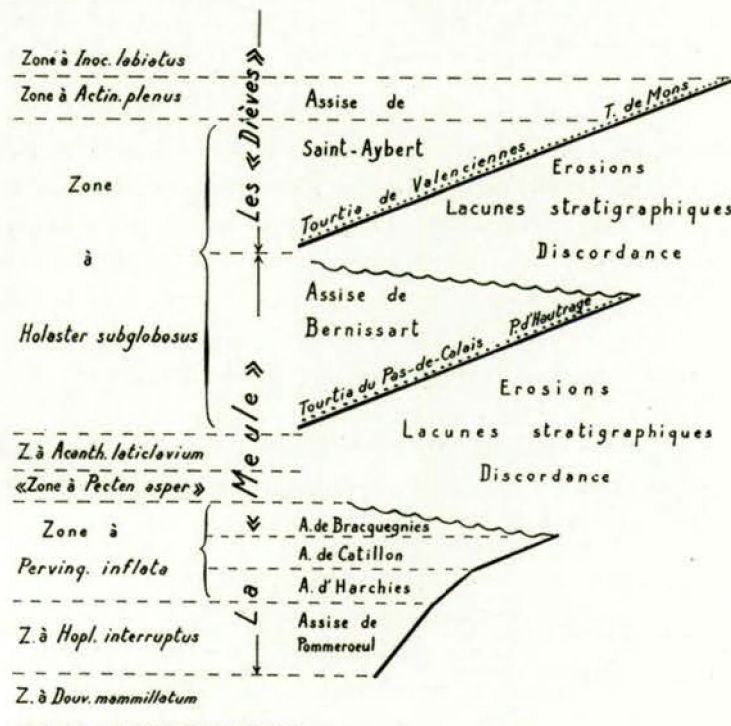 Zone à Inoc. labiatus
Zone à Actin. plenus
Zone
à
Holaster subglobosus
Z. à Acanth. laticlavium
«Zone à Pecten asper»
Zone à
Perving. inflata
Z. à Hopl. interruptus
Z. à Douv. mammillatum
Les «Dièves»
La «Meule»
Assise de
Saint-Aybert
Tourtia de Valenciennes
T. de Mons
Erosions
Lacunes stratigraphiques
Discordance
Assise de
Bernissart
Tourtia du Pas-de-Calais
P. d'Hautrage
Erosions
Lacunes stratigraphiques
Discordance
A. de Bracquegnies
A. de Catillon
A. d'Harchies
Assise de
Pommeroeul